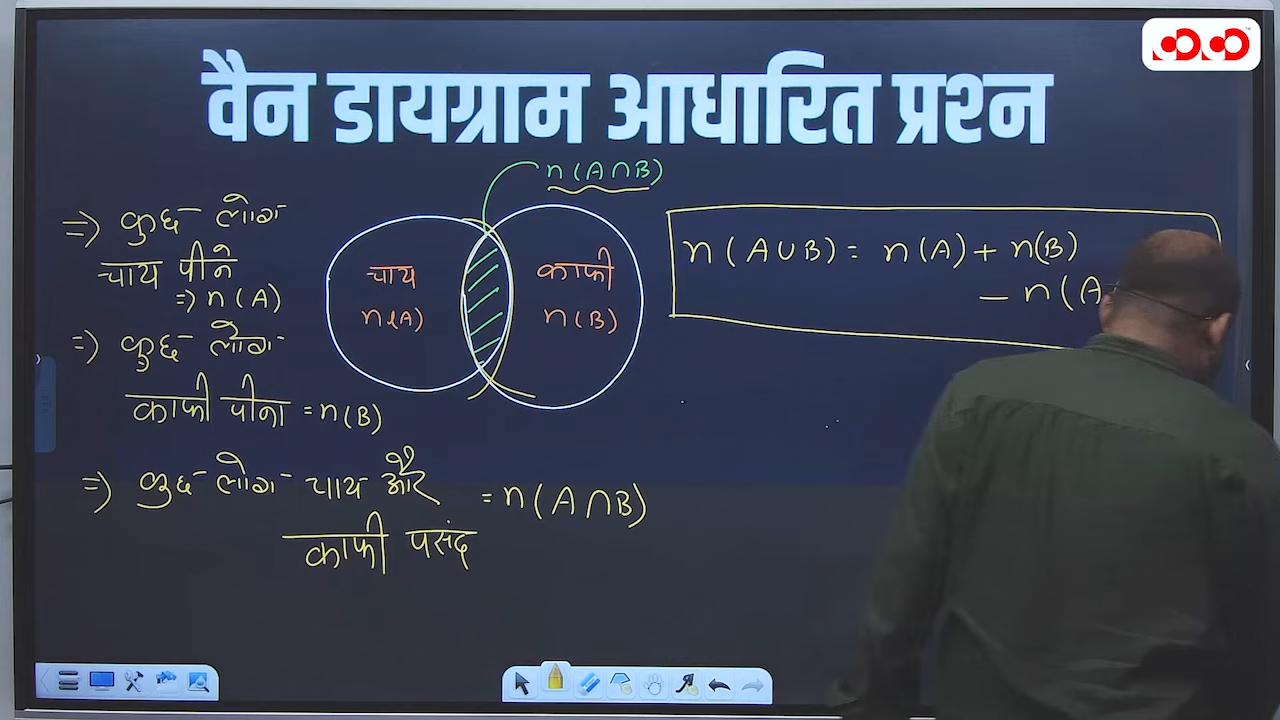 वैन डायग्राम आधारित प्रश्न
n(A∩B)
=> कुछ लोग
चाय पीने
=> n(A)
=> कुछ लोग
काफी पीना = n(B)
=> कुछ लोग चाय और
काफी पसंद
= n(A∩B)
चाय
n(A)
काफी
n(B)
n(A∪B) = n(A) + n(B)
– n(A